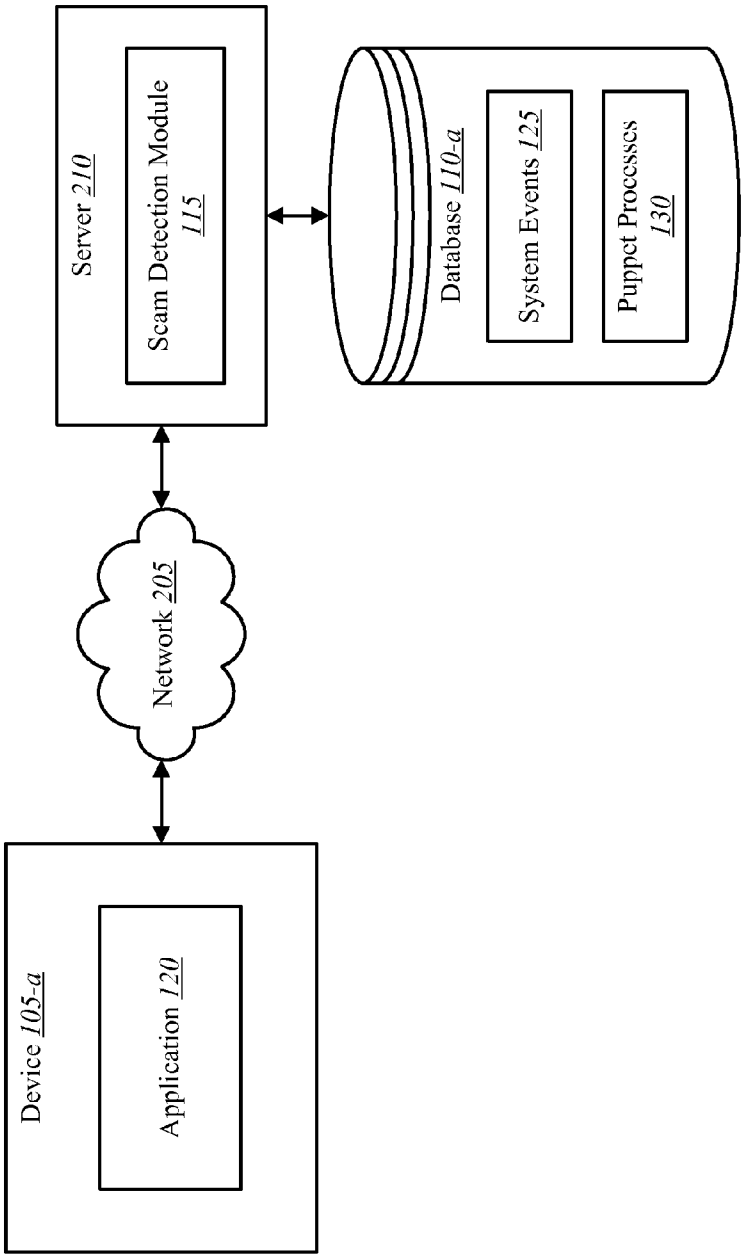 Device 105-a
Application 120
Network 205
Server 210
Scam Detection Module
115
Database 110-a
System Events 125
Puppet Processes
130